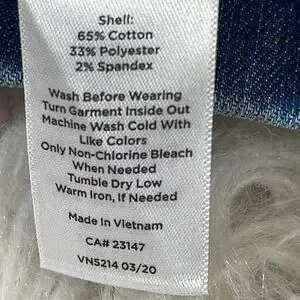 Shell:
65% Cotton
33% Polyester
2% Spandex
Wash Before Wearing
Turn Garment Inside Out
Machine Wash Cold With
Like Colors
Only Non-Chlorine Bleach
When Needed
Tumble Dry Low
Warm Iron, If Needed
Made In Vietnam
CA# 23147
VN5214 03/20